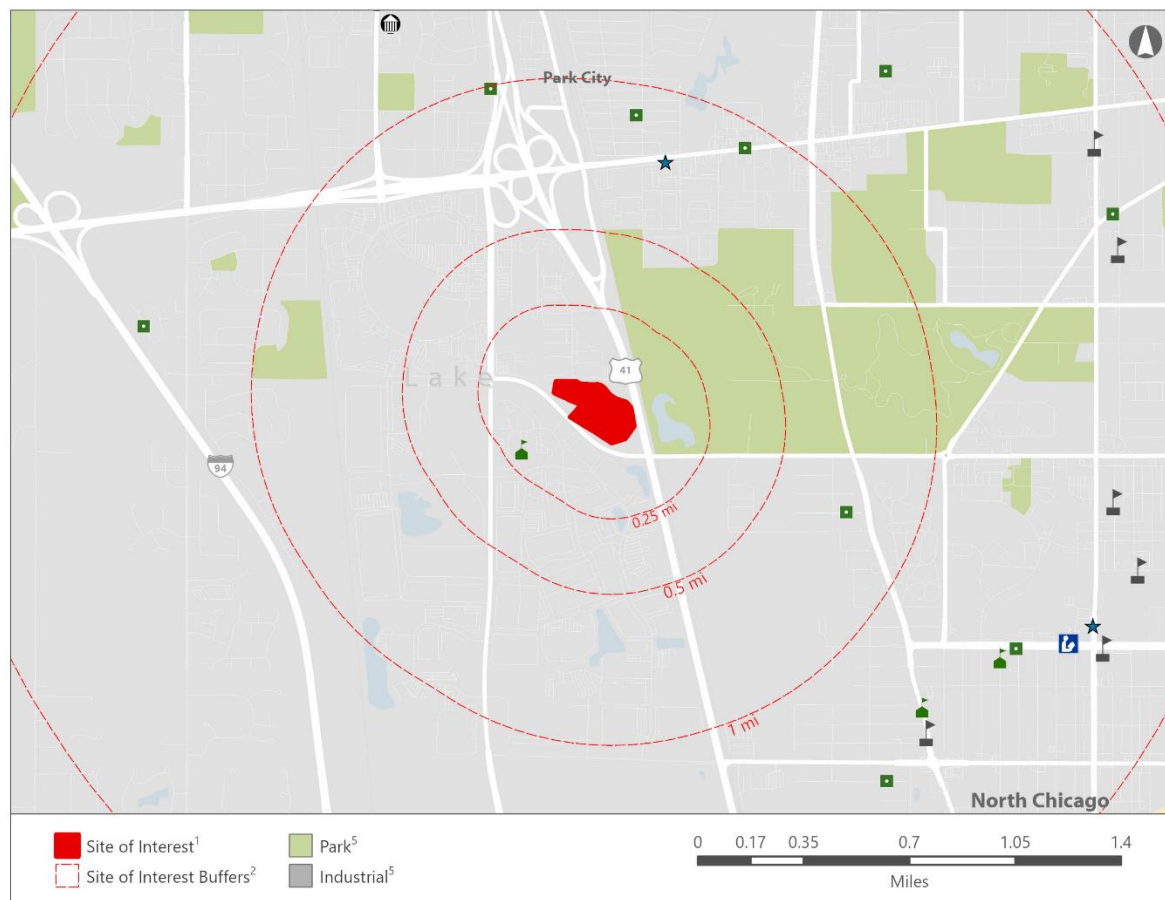 Park City
Lake
41
94
0.25 mi
0.5 mi
1 mi
North Chicago
Site of Interest¹
Site of Interest Buffers²
Park⁵
Industrial⁵
0 0.17 0.35 0.7 1.05 1.4
Miles